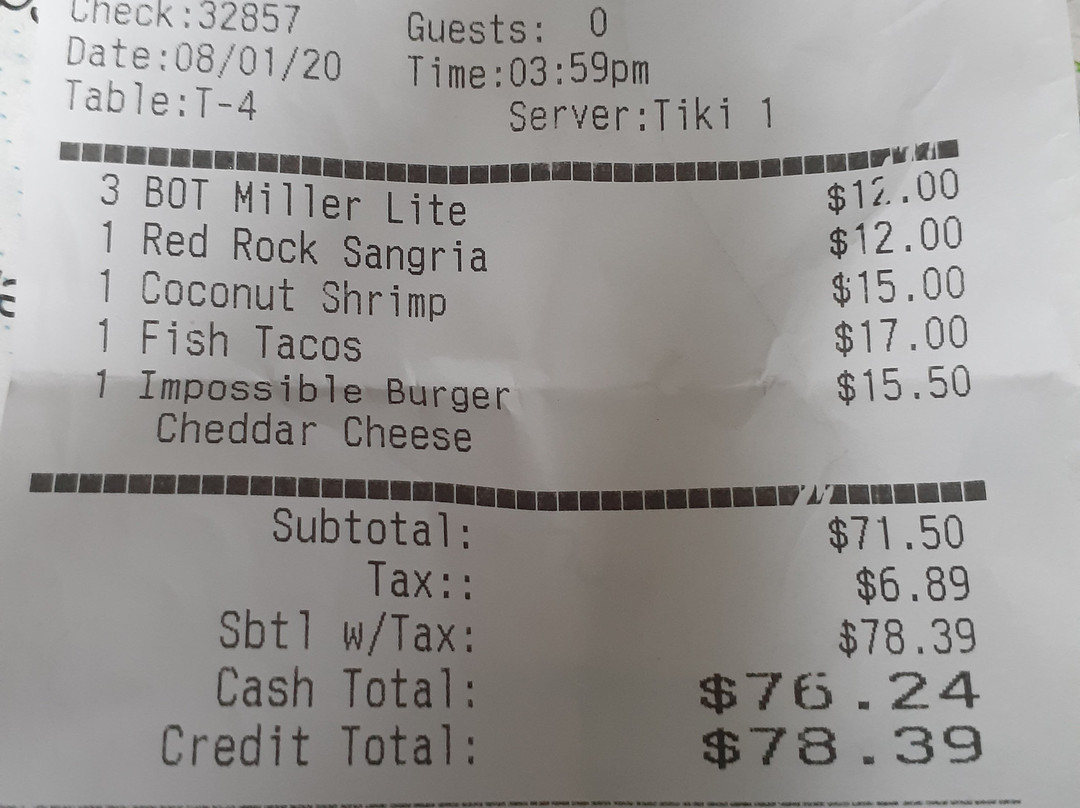 Check:32857 Guests: 0
Date:08/01/20 Time:03:59pm
Table:T-4 Server:Tiki 1
3 BOT Miller Lite $12.00
1 Red Rock Sangria $12.00
1 Coconut Shrimp $15.00
1 Fish Tacos $17.00
1 Impossible Burger $15.50
Cheddar Cheese
Subtotal: $71.50
Tax:: $6.89
Sbtl w/Tax: $78.39
Cash Total: $76.24
Credit Total: $78.39